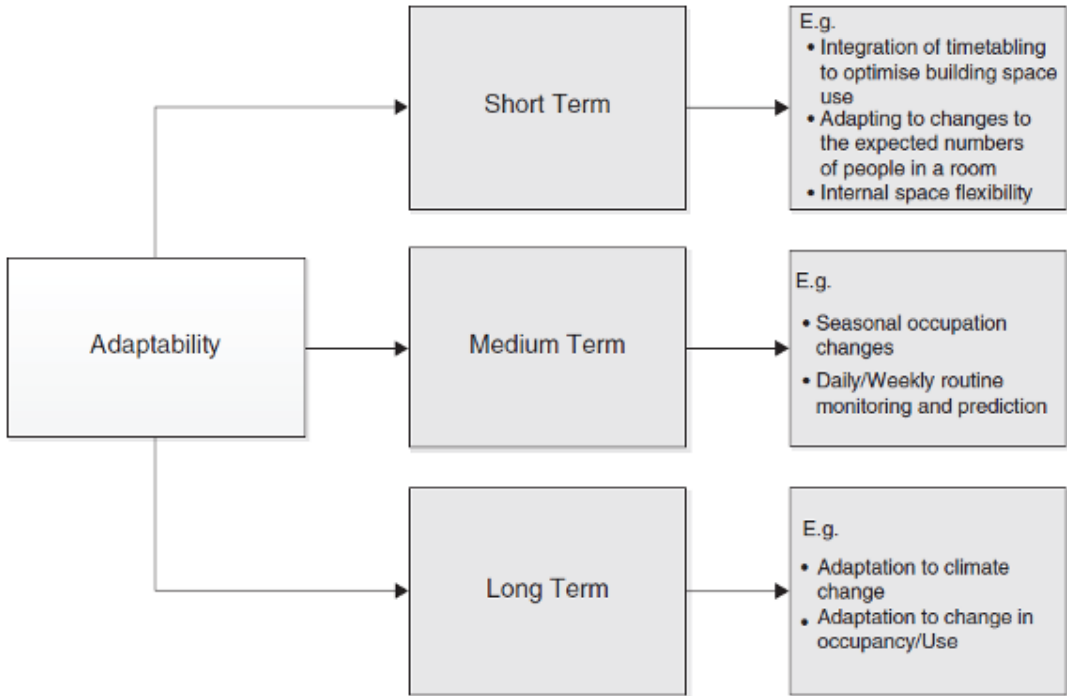 Adaptability
Short Term
E.g.
• Integration of timetabling
to optimise building space
use
• Adapting to changes to
the expected numbers
of people in a room
• Internal space flexibility
Medium Term
E.g.
• Seasonal occupation
changes
• Daily/Weekly routine
monitoring and prediction
Long Term
E.g.
• Adaptation to climate
change
• Adaptation to change in
occupancy/Use